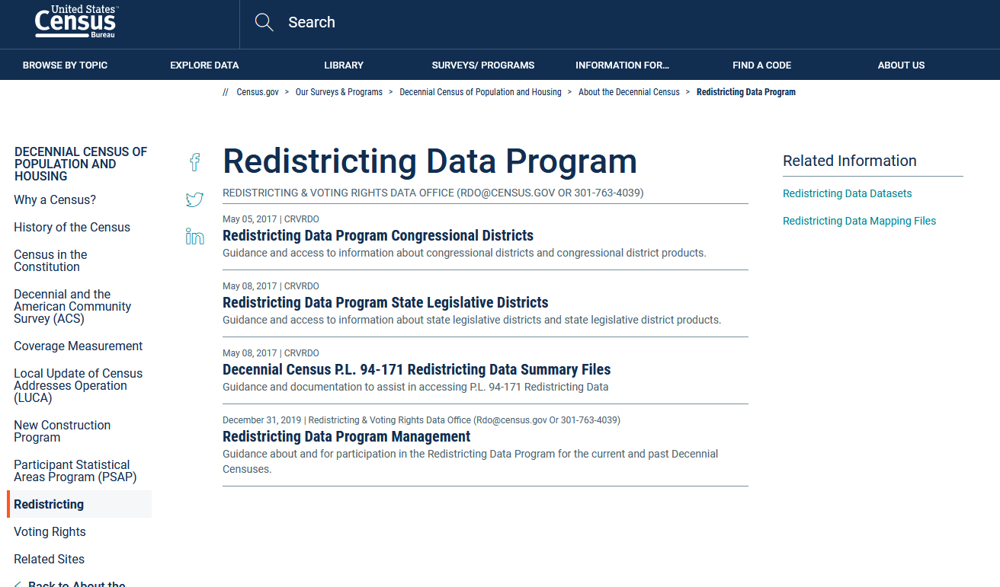 United States™
Census
Bureau
Search
BROWSE BY TOPIC
EXPLORE DATA
LIBRARY
SURVEYS/ PROGRAMS
INFORMATION FOR...
FIND A CODE
ABOUT US
// Census.gov > Our Surveys & Programs > Decennial Census of Population and Housing > About the Decennial Census > Redistricting Data Program
DECENNIAL CENSUS OF
POPULATION AND
HOUSING
Why a Census?
History of the Census
Census in the
Constitution
Decennial and the
American Community
Survey (ACS)
Coverage Measurement
Local Update of Census
Addresses Operation
(LUCA)
New Construction
Program
Participant Statistical
Areas Program (PSAP)
Redistricting
Voting Rights
Related Sites
Back to About the
Redistricting Data Program
REDISTRICTING & VOTING RIGHTS DATA OFFICE (RDO@CENSUS.GOV OR 301-763-4039)
May 05, 2017 | CRVRDO
Redistricting Data Program Congressional Districts
Guidance and access to information about congressional districts and congressional district products.
May 08, 2017 | CRVRDO
Redistricting Data Program State Legislative Districts
Guidance and access to information about state legislative districts and state legislative district products.
May 08, 2017 | CRVRDO
Decennial Census P.L. 94-171 Redistricting Data Summary Files
Guidance and documentation to assist in accessing P.L. 94-171 Redistricting Data
December 31, 2019 | Redistricting & Voting Rights Data Office (Rdo@census.gov Or 301-763-4039)
Redistricting Data Program Management
Guidance about and for participation in the Redistricting Data Program for the current and past Decennial
Censuses.
Related Information
Redistricting Data Datasets
Redistricting Data Mapping Files